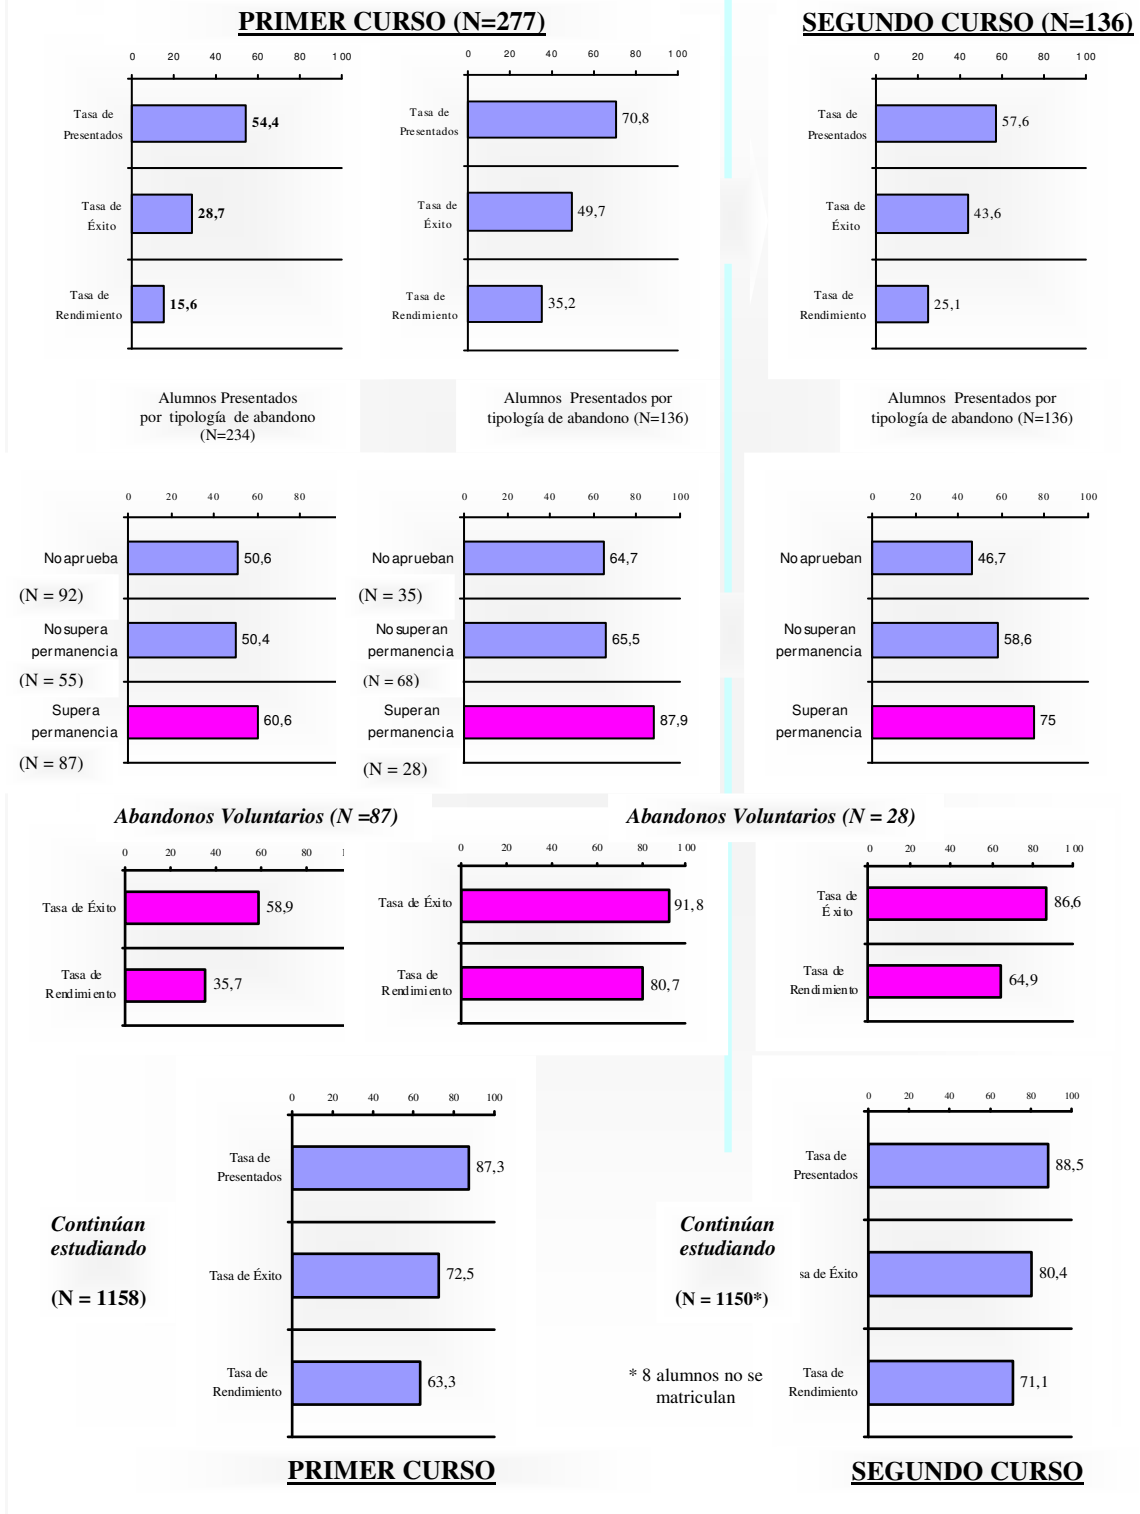 PRIMER CURSO (N=277)
SEGUNDO CURSO (N=136)
0 20 40 60 80 100
Tasa de
Presentados
54,4
Tasa de
Éxito
28,7
Tasa de
Rendimiento
15,6
0 20 40 60 80 100
Tasa de
Presentados
70,8
Tasa de
Éxito
49,7
Tasa de
Rendimiento
35,2
0 20 40 60 80 100
Tasa de
Presentados
57,6
Tasa de
Éxito
43,6
Tasa de
Rendimiento
25,1
Alumnos Presentados
por tipología de abandono
(N=234)
Alumnos Presentados por
tipología de abandono (N=136)
Alumnos Presentados por
tipología de abandono (N=136)
0 20 40 60 80
No aprueba
50,6
(N = 92)
No supera
permanencia
50,4
(N = 55)
Supera
permanencia
60,6
(N = 87)
0 20 40 60 80 100
No aprueban
64,7
(N = 35)
No superan
permanencia
65,5
(N = 68)
Superan
permanencia
87,9
(N = 28)
0 20 40 60 80 100
No aprueban
46,7
No superan
permanencia
58,6
Superan
permanencia
75
Abandonos Voluntarios (N =87)
Abandonos Voluntarios (N = 28)
0 20 40 60 80 1
Tasa de Éxito
58,9
Tasa de
Rendimiento
35,7
0 20 40 60 80 100
Tasa de Éxito
91,8
Tasa de
Rendimiento
80,7
0 20 40 60 80 100
Tasa de
Éxito
86,6
Tasa de
Rendimiento
64,9
Continúan
estudiando
(N = 1158)
0 20 40 60 80 100
Tasa de
Presentados
87,3
Tasa de Éxito
72,5
Tasa de
Rendimiento
63,3
PRIMER CURSO
Continúan
estudiando
(N = 1150*)
* 8 alumnos no se
matriculan
0 20 40 60 80 100
Tasa de
Presentados
88,5
sa de Éxito
80,4
Tasa de
Rendimiento
71,1
SEGUNDO CURSO